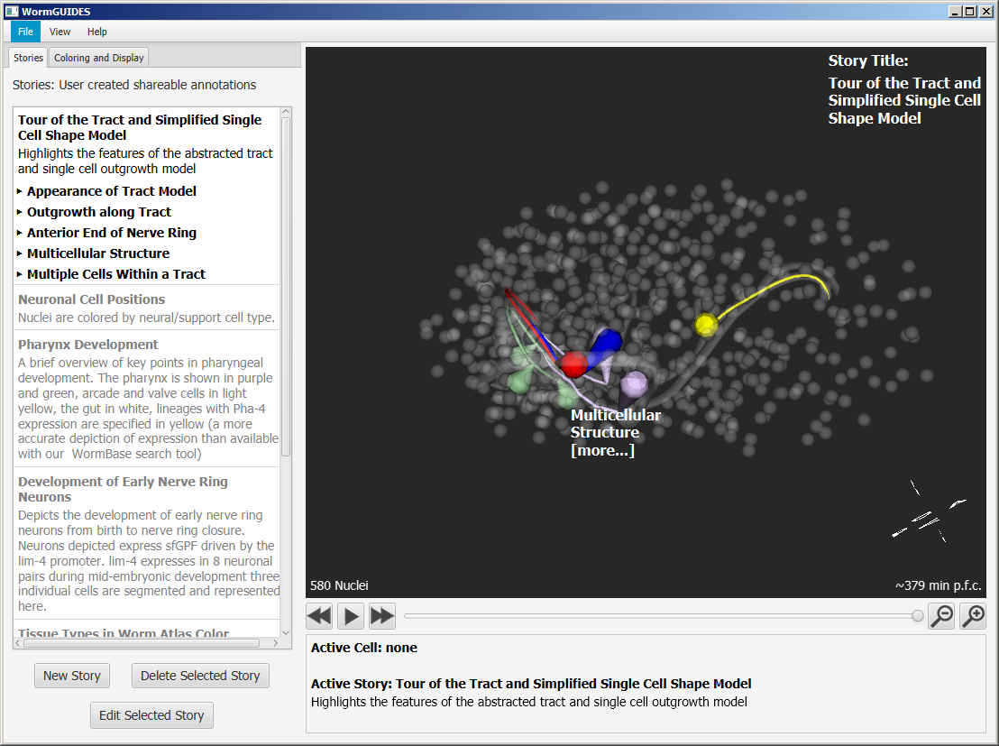 WormGUIDES
File View Help
Stories Coloring and Display
Stories: User created shareable annotations
Tour of the Tract and Simplified Single
Cell Shape Model
Highlights the features of the abstracted tract
and single cell outgrowth model
Appearance of Tract Model
Outgrowth along Tract
Anterior End of Nerve Ring
Multicellular Structure
Multiple Cells Within a Tract
Neuronal Cell Positions
Nuclei are colored by neural/support cell type.
Pharynx Development
A brief overview of key points in pharyngeal
development. The pharynx is shown in purple
and green, arcade and valve cells in light
yellow, the gut in white, lineages with Pha-4
expression are specified in yellow (a more
accurate depiction of expression than available
with our WormBase search tool)
Development of Early Nerve Ring
Neurons
Depicts the development of early nerve ring
neurons from birth to nerve ring closure.
Neurons depicted express sfGPF driven by the
lim-4 promoter. lim-4 expresses in 8 neuronal
pairs during mid-embryonic development three
individual cells are segmented and represented
here.
Tissue Types in Worm Atlas Color
New Story Delete Selected Story
Edit Selected Story
Story Title:
Tour of the Tract and
Simplified Single Cell
Shape Model
Multicellular
Structure
[more...]
580 Nuclei ~379 min p.f.c.
Active Cell: none
Active Story: Tour of the Tract and Simplified Single Cell Shape Model
Highlights the features of the abstracted tract and single cell outgrowth model